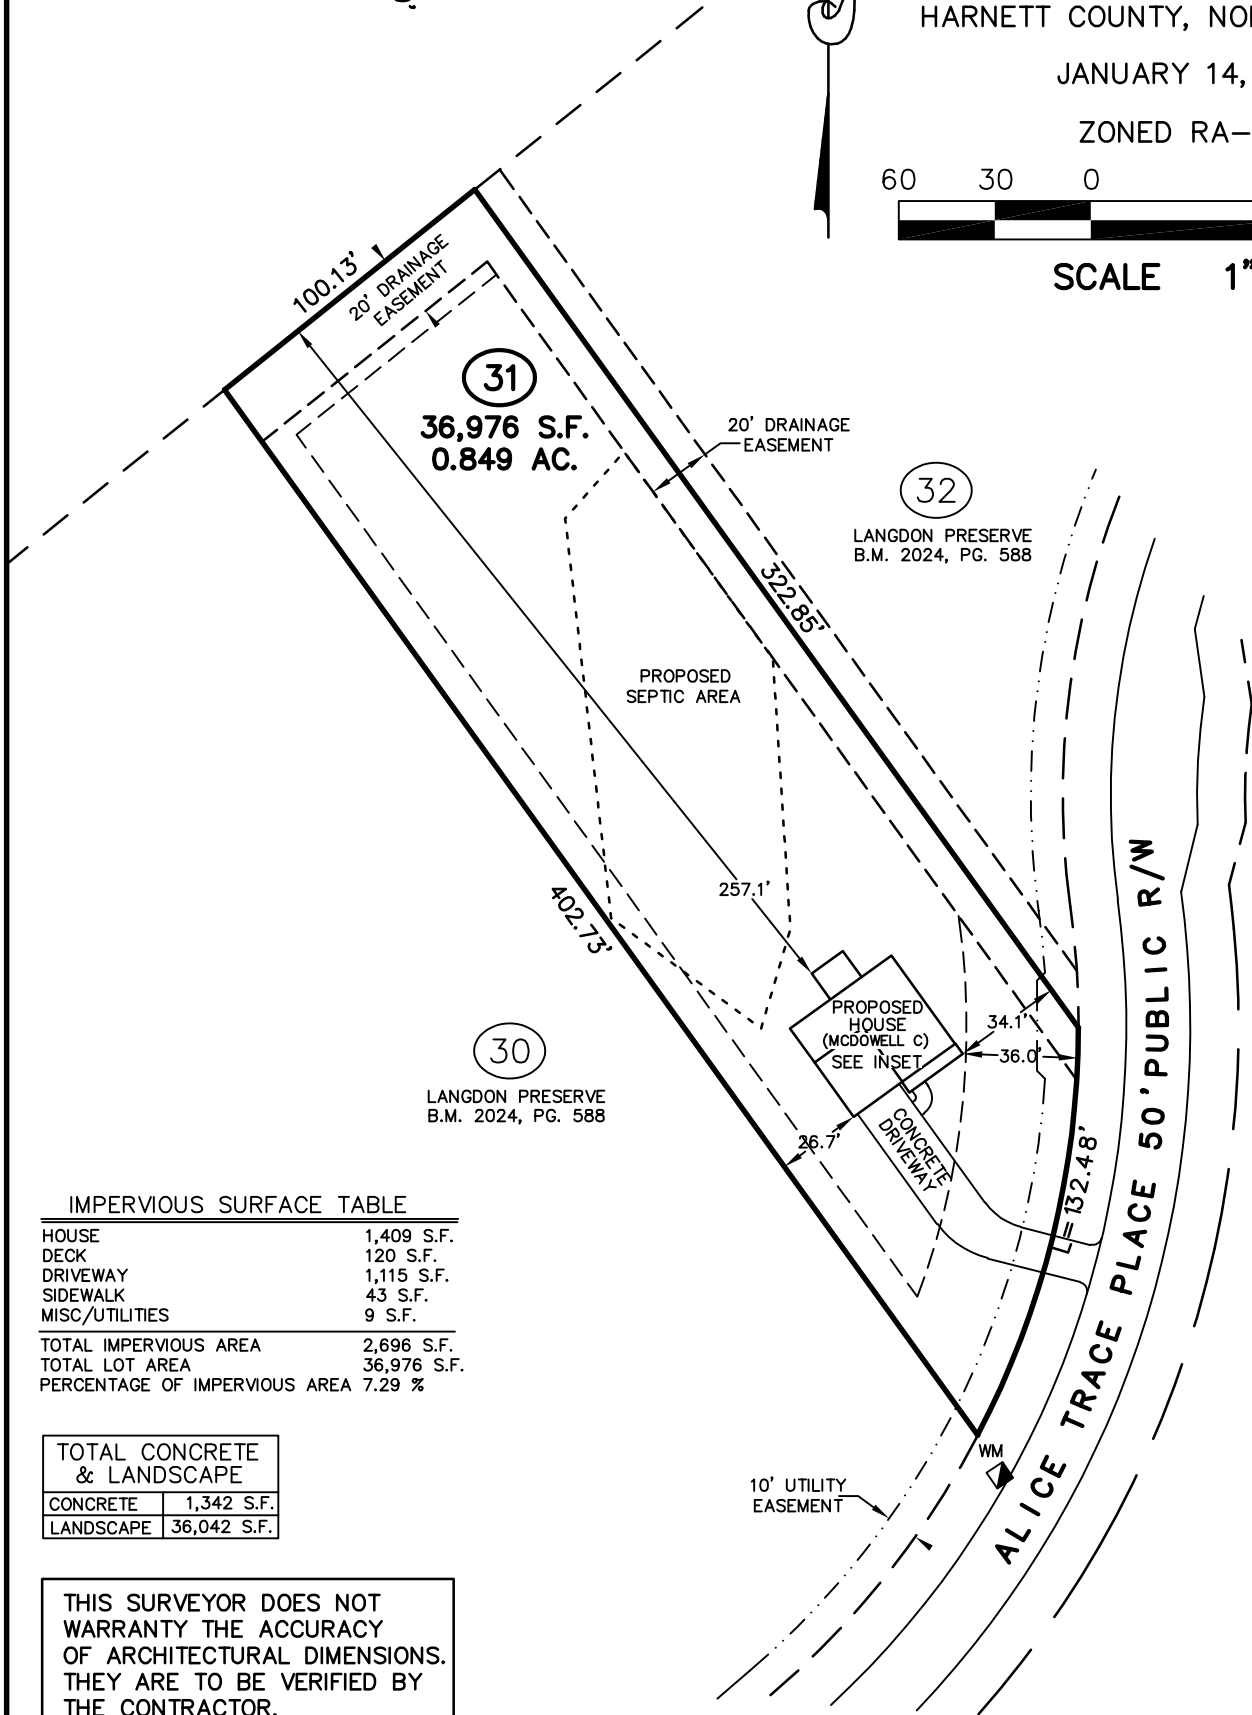 HARNETT COUNTY, NOR
JANUARY 14,
ZONED RA-
60 30 0
SCALE 1"
100.13'
20' DRAINAGE
EASEMENT
31
36,976 S.F.
0.849 AC.
20' DRAINAGE
EASEMENT
32
LANGDON PRESERVE
B.M. 2024, PG. 588
322.85'
PROPOSED
SEPTIC AREA
257.1'
402.73'
PROPOSED
HOUSE
(MCDOWELL C)
SEE INSET
34.1'
36.0'
26.7'
CONCRETE
DRIVEWAY
L=132.48'
ALICE TRACE PLACE 50' PUBLIC R/W
30
LANGDON PRESERVE
B.M. 2024, PG. 588
IMPERVIOUS SURFACE TABLE
HOUSE 1,409 S.F.
DECK 120 S.F.
DRIVEWAY 1,115 S.F.
SIDEWALK 43 S.F.
MISC/UTILITIES 9 S.F.
TOTAL IMPERVIOUS AREA 2,696 S.F.
TOTAL LOT AREA 36,976 S.F.
PERCENTAGE OF IMPERVIOUS AREA 7.29 %
TOTAL CONCRETE
& LANDSCAPE
CONCRETE 1,342 S.F.
LANDSCAPE 36,042 S.F.
WM
10' UTILITY
EASEMENT
THIS SURVEYOR DOES NOT
WARRANTY THE ACCURACY
OF ARCHITECTURAL DIMENSIONS.
THEY ARE TO BE VERIFIED BY
THE CONTRACTOR.